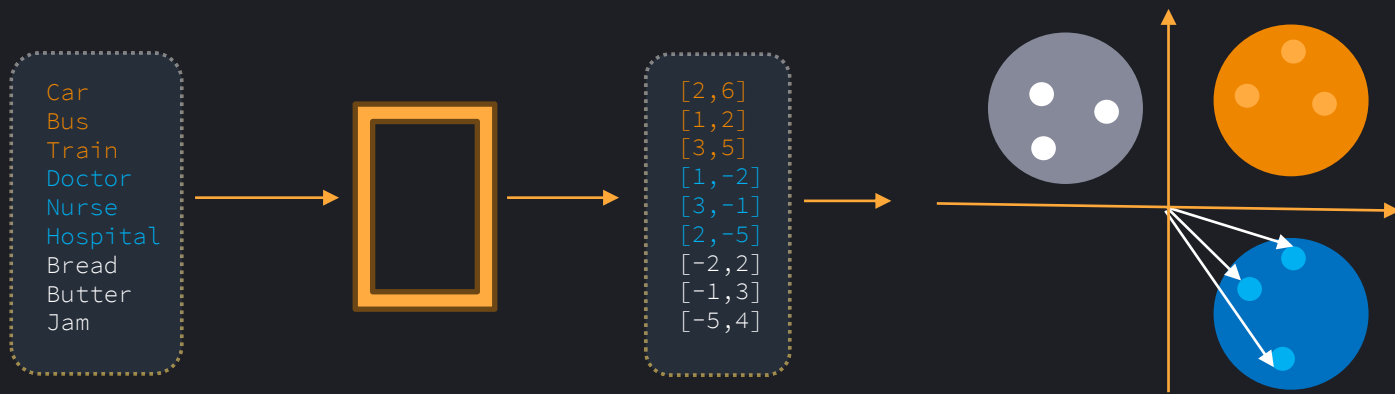 Car
Bus
Train
Doctor
Nurse
Hospital
Bread
Butter
Jam
[2,6]
[1,2]
[3,5]
[1,-2]
[3,-1]
[2,-5]
[-2,2]
[-1,3]
[-5,4]